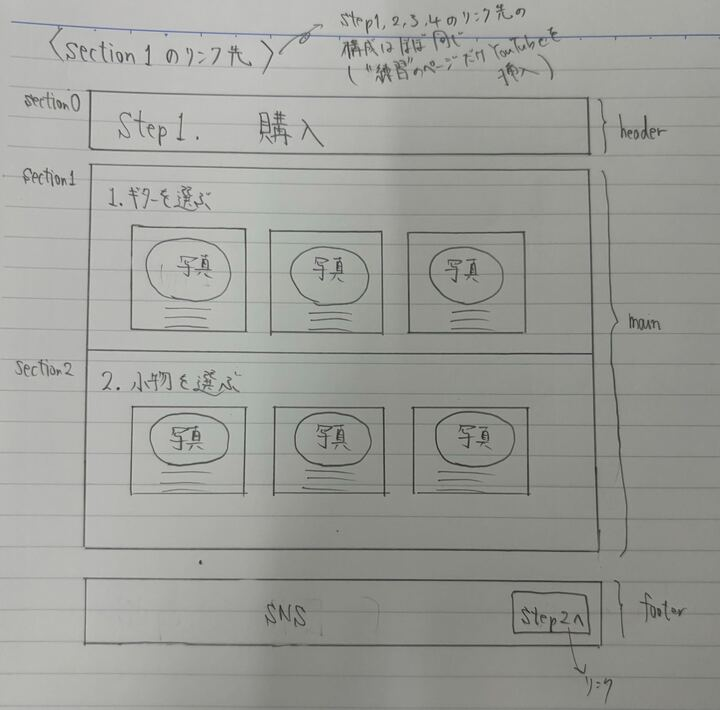 〈section 1 のリンク先〉
step1,2,3,4のリンク先の
構成はほぼ同じ
("練習"のページだけYouTubeを
挿入)
section0
Step1. 購入
header
section1
1.ギターを選ぶ
写真 写真 写真
main
section2
2. 小物を選ぶ
写真 写真 写真
SNS
step2へ
footer
リンク